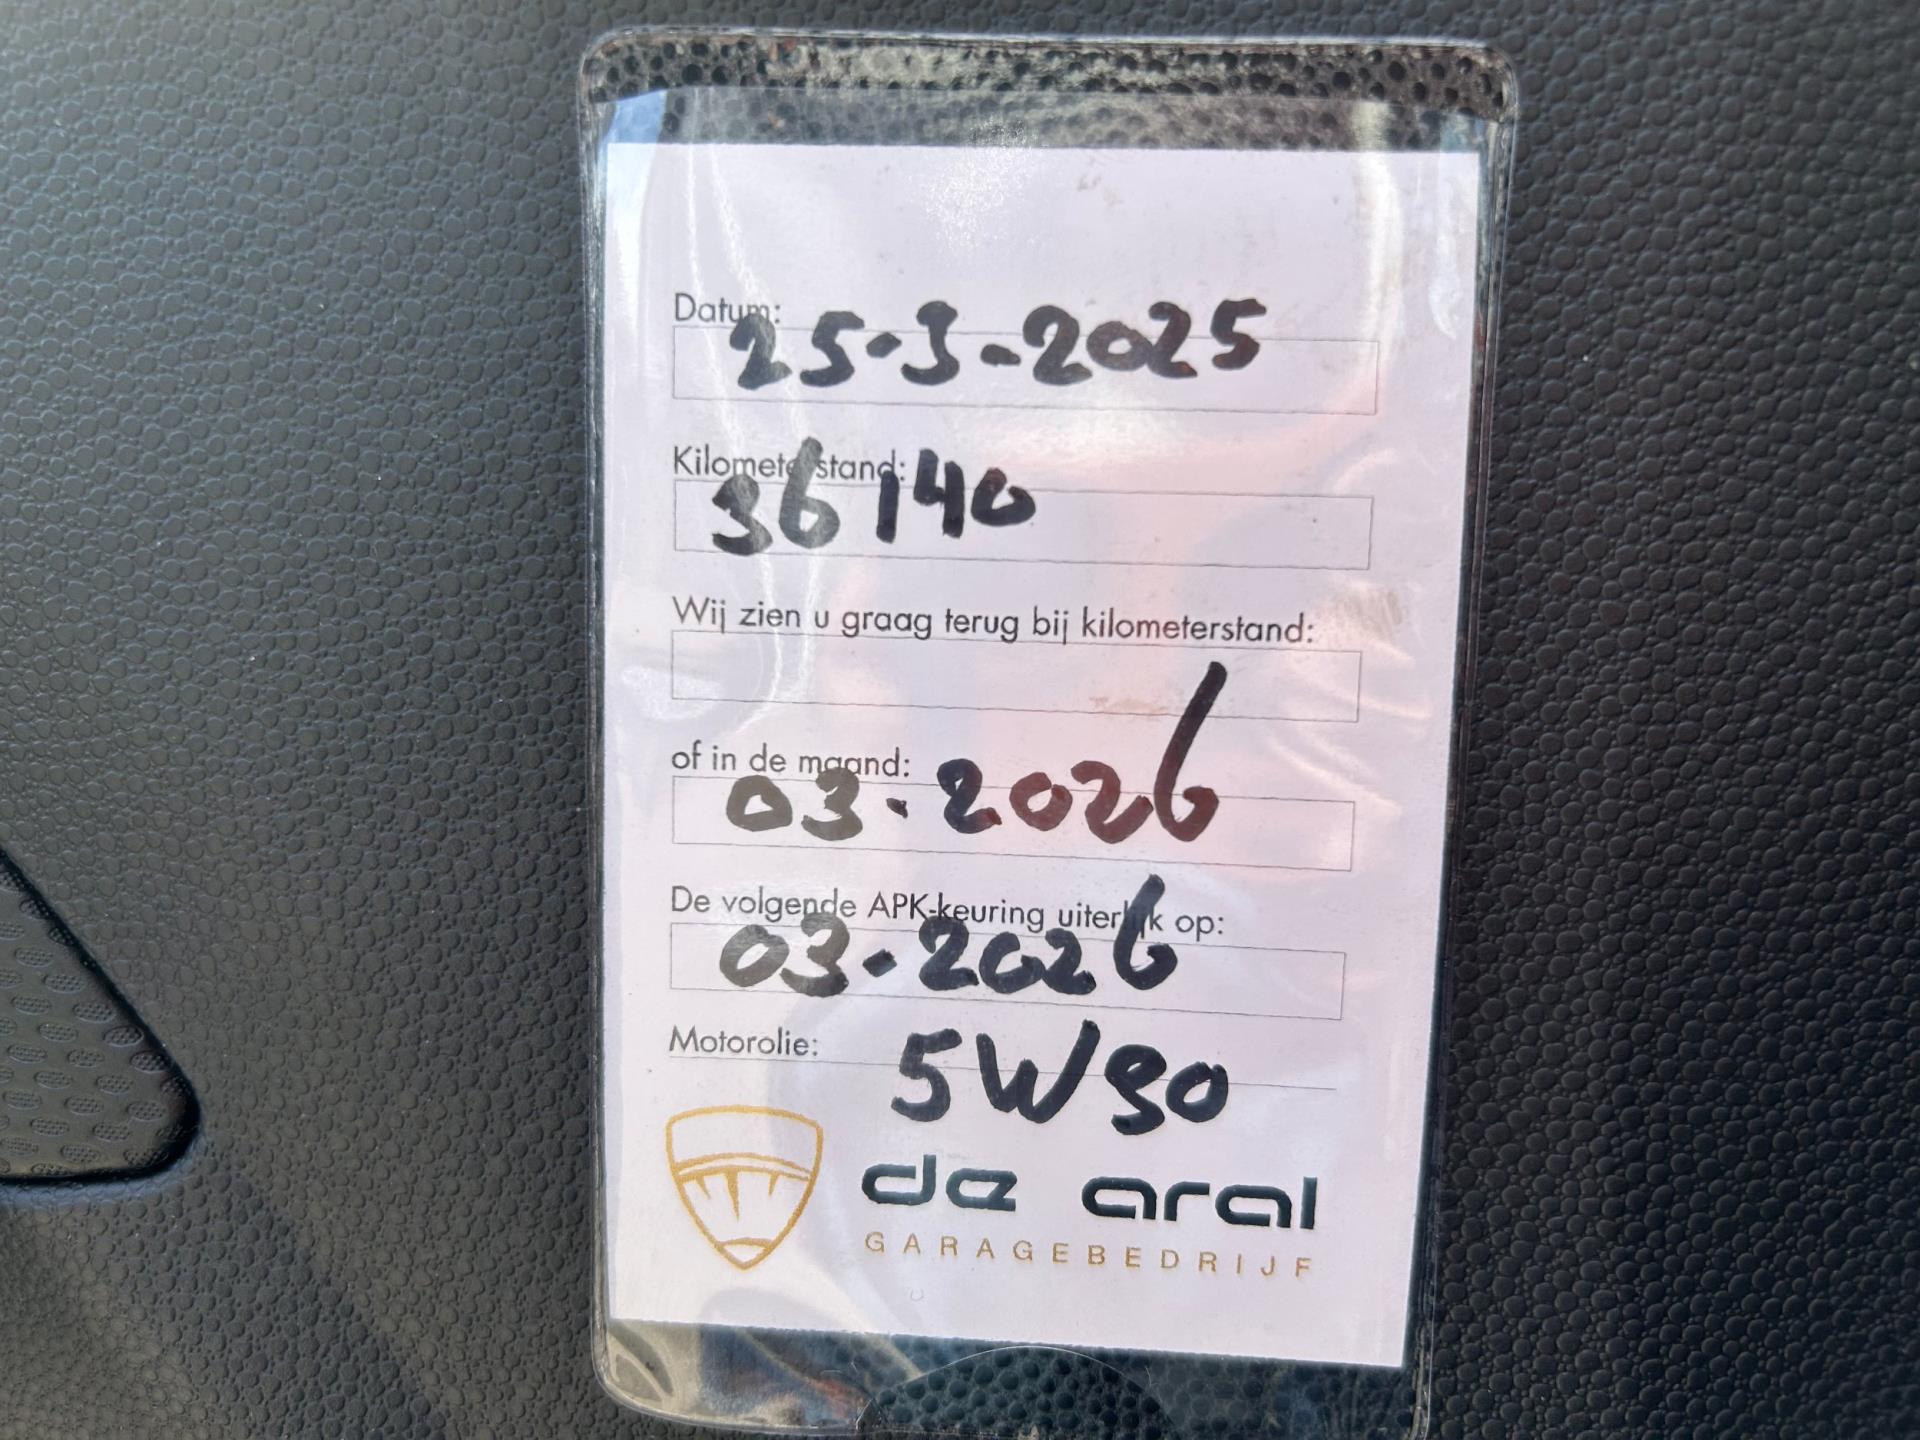 Datum:
25-3-2025
Kilometerstand:
36140
Wij zien u graag terug bij kilometerstand:
of in de maand:
03-2026
De volgende APK-keuring uiterlijk op:
03-2026
Motorolie: 5W30
de aral
GARAGEBEDRIJF